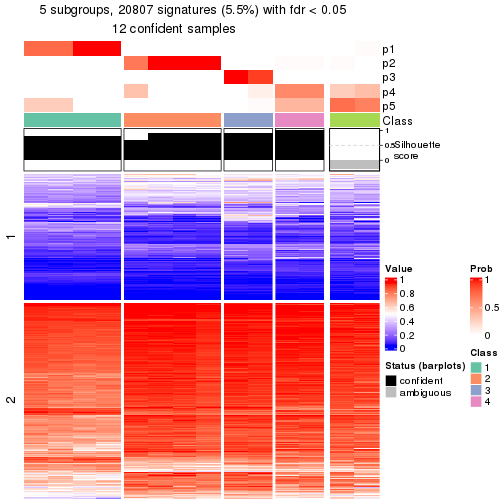 5 subgroups, 20807 signatures (5.5%) with fdr < 0.05
12 confident samples
p1
p2
p3
p4
p5
Class
1
0.5
0
Silhouette
score
1
2
Value
1
0.8
0.6
0.4
0.2
0
Status (barplots)
confident
ambiguous
Prob
1
0.5
0
Class
1
2
3
4